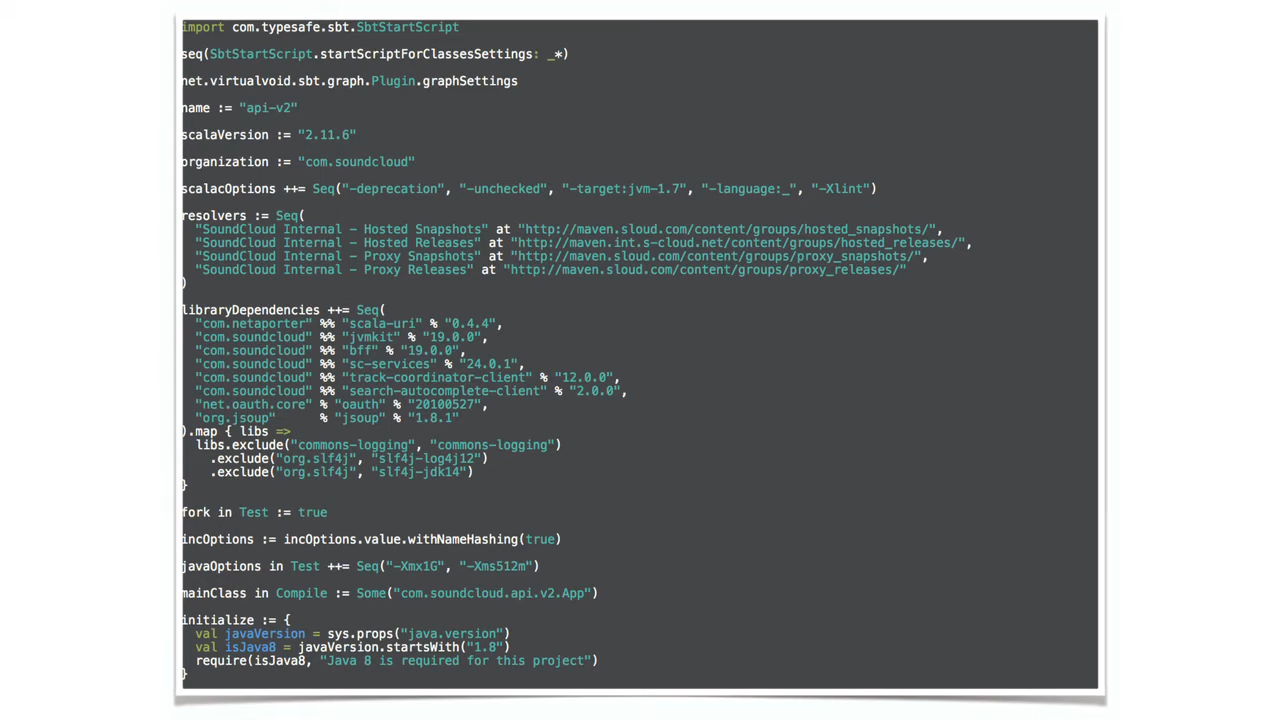 import com.typesafe.sbt.SbtStartScript
seq(SbtStartScript.startScriptForClassesSettings: _*)
net.virtualvoid.sbt.graph.Plugin.graphSettings
name := "api-v2"
scalaVersion := "2.11.6"
organization := "com.soundcloud"
scalacOptions ++= Seq("-deprecation", "-unchecked", "-target:jvm-1.7", "-language:_", "-Xlint")
resolvers := Seq(
  "SoundCloud Internal - Hosted Snapshots" at "http://maven.sloud.com/content/groups/hosted_snapshots/",
  "SoundCloud Internal - Hosted Releases" at "http://maven.int.s-cloud.net/content/groups/hosted_releases/",
  "SoundCloud Internal - Proxy Snapshots" at "http://maven.sloud.com/content/groups/proxy_snapshots/",
  "SoundCloud Internal - Proxy Releases" at "http://maven.sloud.com/content/groups/proxy_releases/"
)
libraryDependencies ++= Seq(
  "com.netaporter" %% "scala-uri" % "0.4.4",
  "com.soundcloud" %% "jvmkit" % "19.0.0",
  "com.soundcloud" %% "bff" % "19.0.0",
  "com.soundcloud" %% "sc-services" % "24.0.1",
  "com.soundcloud" %% "track-coordinator-client" % "12.0.0",
  "com.soundcloud" %% "search-autocomplete-client" % "2.0.0",
  "net.oauth.core" % "oauth" % "20100527",
  "org.jsoup"      % "jsoup" % "1.8.1"
).map { libs =>
  libs.exclude("commons-logging", "commons-logging")
    .exclude("org.slf4j", "slf4j-log4j12")
    .exclude("org.slf4j", "slf4j-jdk14")
}
fork in Test := true
incOptions := incOptions.value.withNameHashing(true)
javaOptions in Test ++= Seq("-Xmx1G", "-Xms512m")
mainClass in Compile := Some("com.soundcloud.api.v2.App")
initialize := {
  val javaVersion = sys.props("java.version")
  val isJava8 = javaVersion.startsWith("1.8")
  require(isJava8, "Java 8 is required for this project")
}